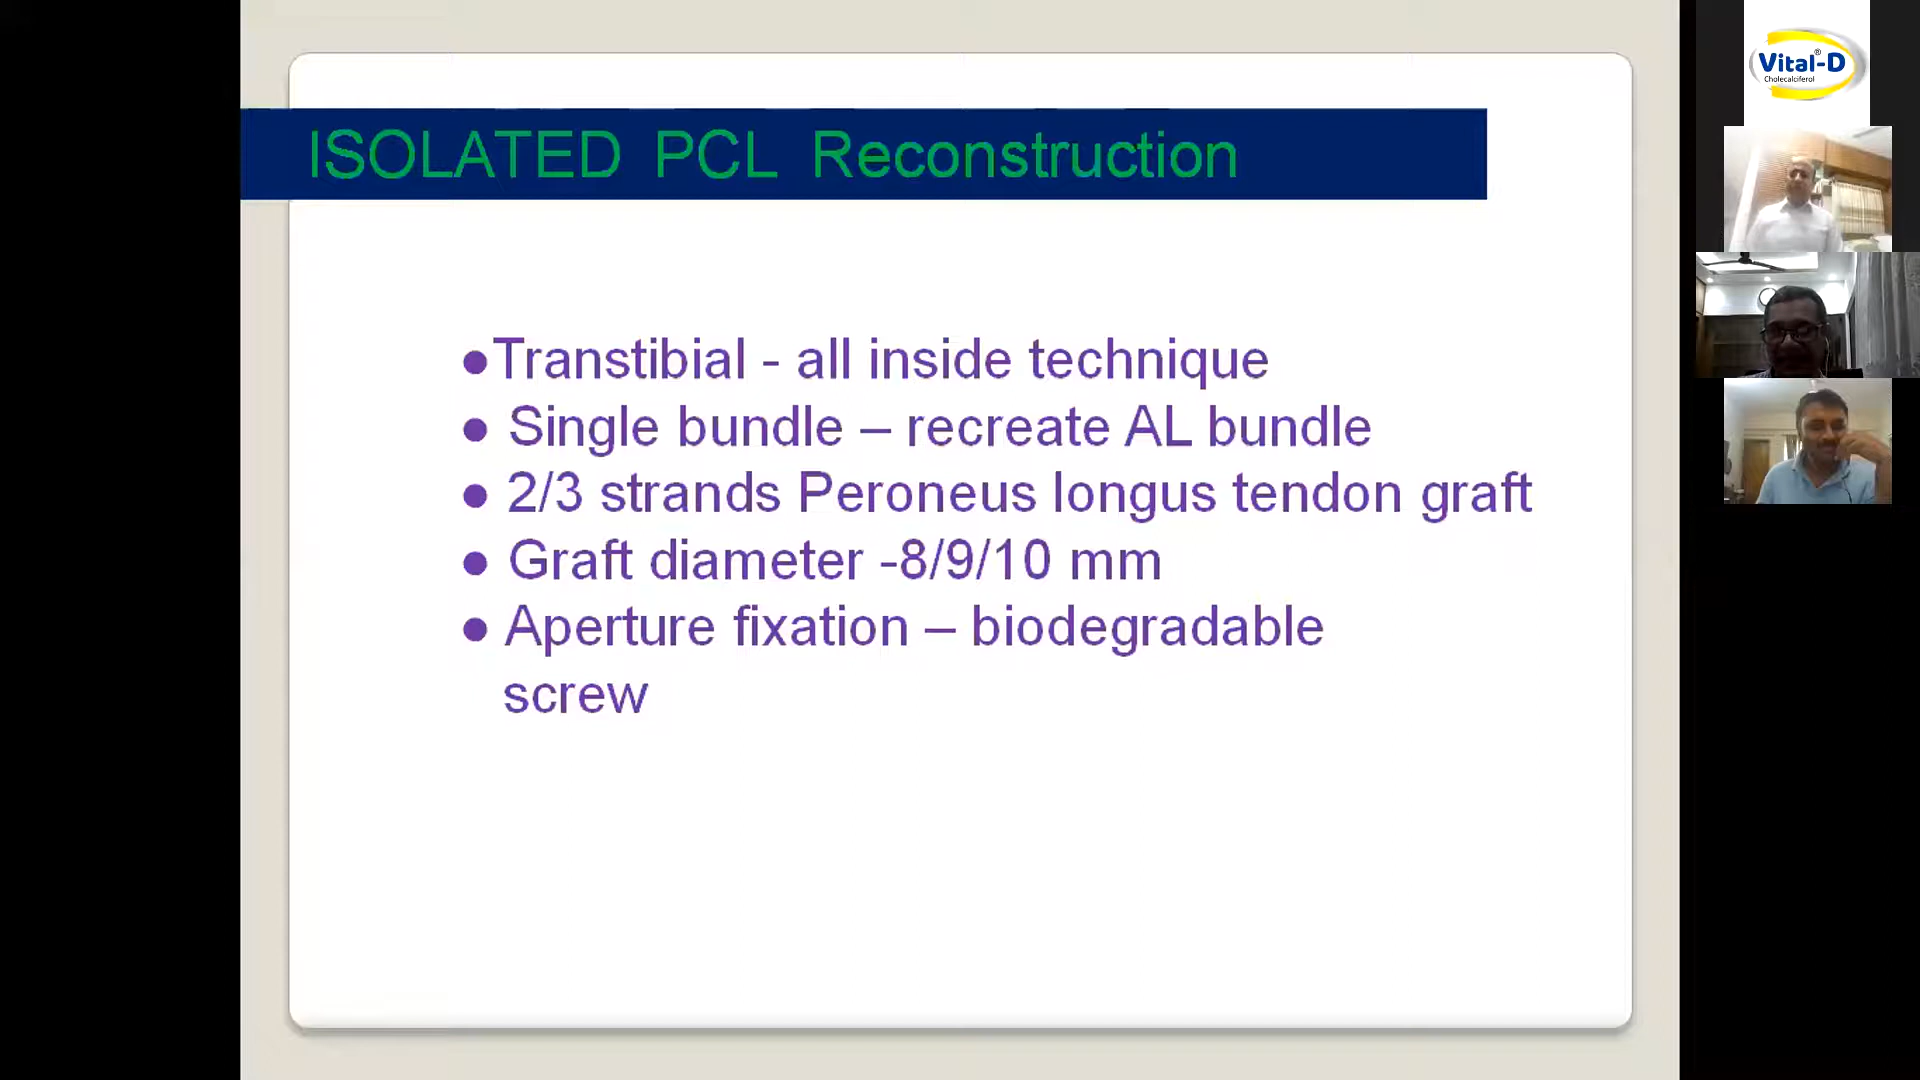 ISOLATED PCL Reconstruction
●Transtibial - all inside technique
● Single bundle – recreate AL bundle
● 2/3 strands Peroneus longus tendon graft
● Graft diameter -8/9/10 mm
● Aperture fixation – biodegradable
screw
Vital-D®
Cholecalciferol